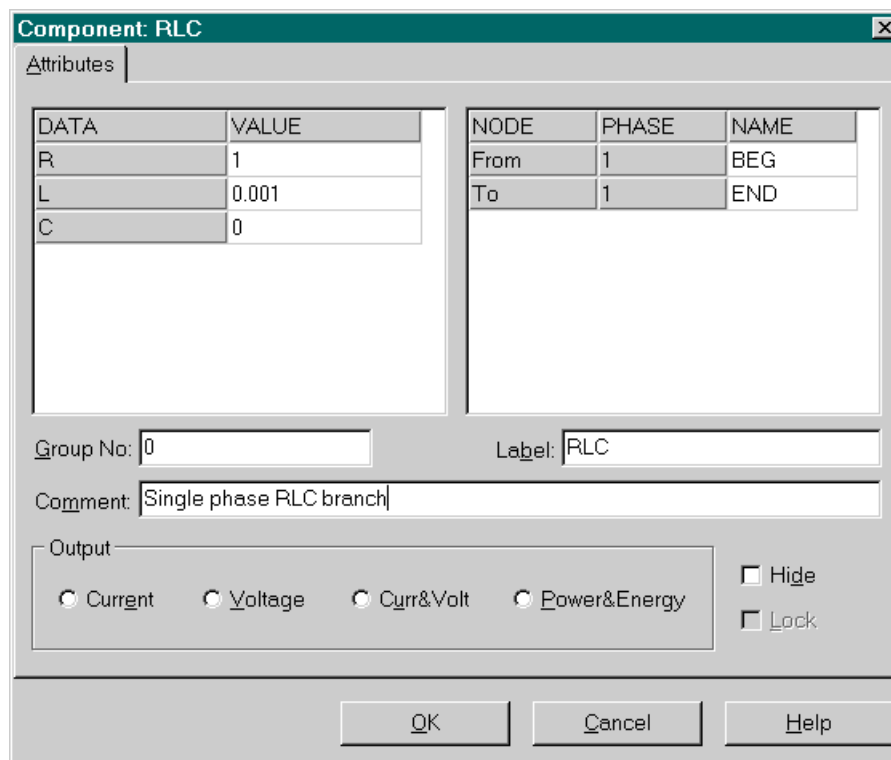 Component: RLC
Attributes
DATA VALUE
R 1
L 0.001
C 0
NODE PHASE NAME
From 1 BEG
To 1 END
Group No: 0
Label: RLC
Comment: Single phase RLC branch
Output
Current Voltage Curr&Volt Power&Energy
Hide
Lock
OK Cancel Help